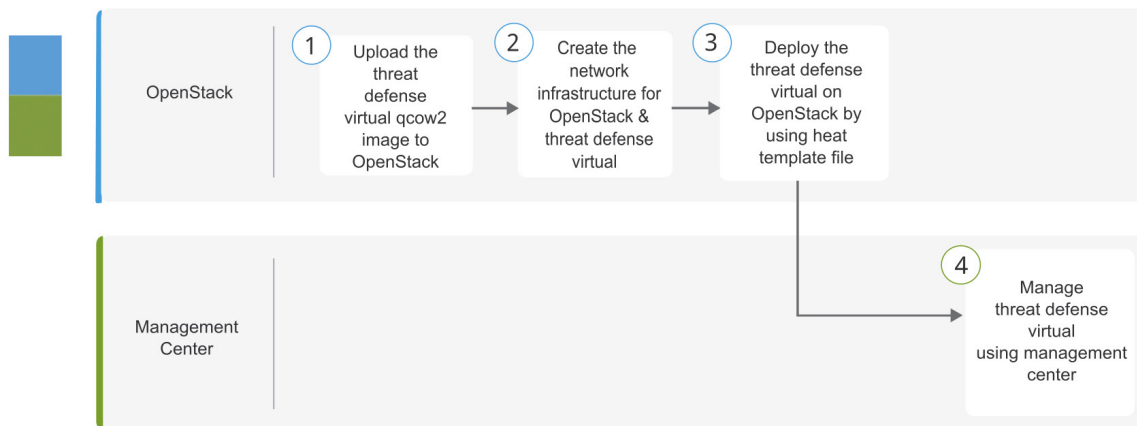 OpenStack
1
Upload the
threat
defense
virtual qcow2
image to
OpenStack
2
Create the
network
infrastructure for
OpenStack &
threat defense
virtual
3
Deploy the
threat defense
virtual on
OpenStack by
using heat
template file
Management
Center
4
Manage
threat defense
virtual
using management
center